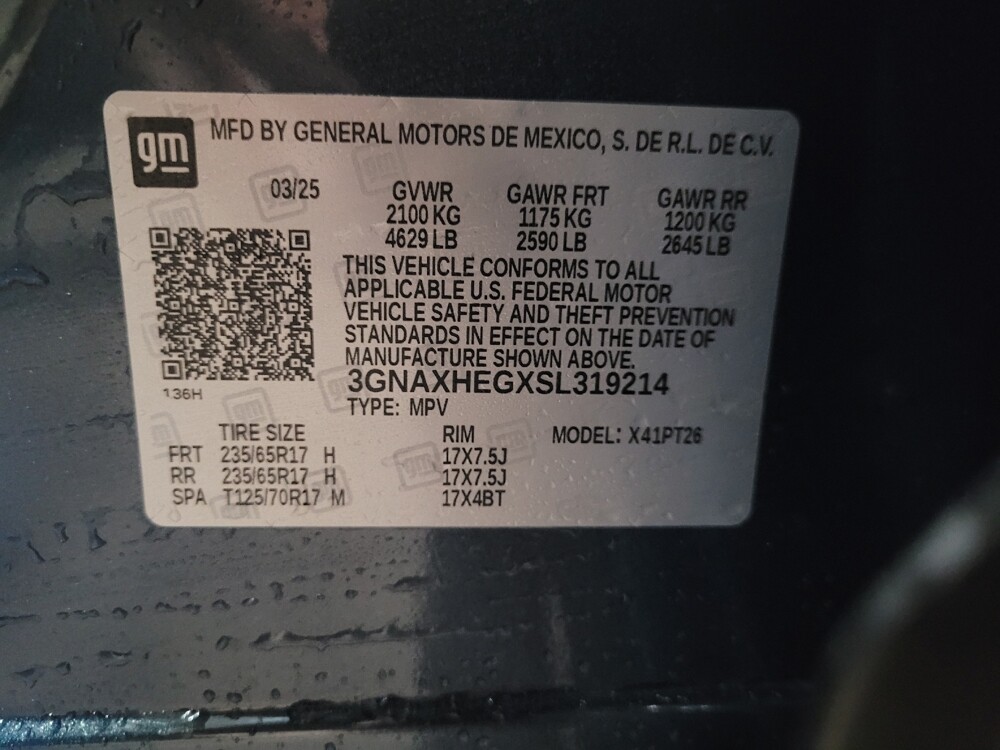 gm MFD BY GENERAL MOTORS DE MEXICO, S. DE R.L. DE C.V.
03/25 GVWR GAWR FRT GAWR RR
2100 KG 1175 KG 1200 KG
4629 LB 2590 LB 2645 LB
THIS VEHICLE CONFORMS TO ALL
APPLICABLE U.S. FEDERAL MOTOR
VEHICLE SAFETY AND THEFT PREVENTION
STANDARDS IN EFFECT ON THE DATE OF
MANUFACTURE SHOWN ABOVE.
3GNAXHEGXSL319214
136H
TYPE: MPV
TIRE SIZE RIM MODEL: X41PT26
FRT 235/65R17 H 17X7.5J
RR 235/65R17 H 17X7.5J
SPA T125/70R17 M 17X4BT